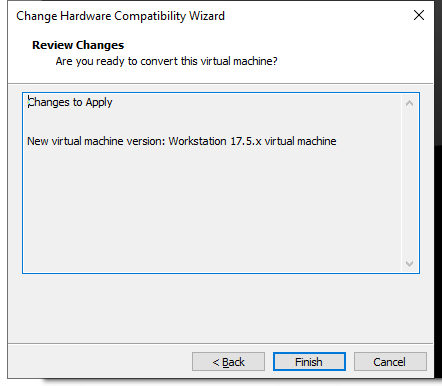 Change Hardware Compatibility Wizard
Review Changes
Are you ready to convert this virtual machine?
Changes to Apply
New virtual machine version: Workstation 17.5.x virtual machine
< Back
Finish
Cancel